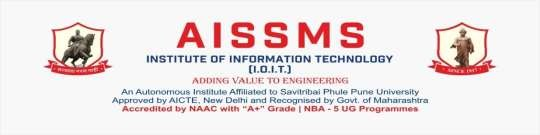 AISSMS
INSTITUTE OF INFORMATION TECHNOLOGY
(I.O.I.T.)
ADDING VALUE TO ENGINEERING
An Autonomous Institute Affiliated to Savitribai Phule Pune University
Approved by AICTE, New Delhi and Recognised by Govt. of Maharashtra
Accredited by NAAC with “A+” Grade | NBA - 5 UG Programmes
SINCE 1917